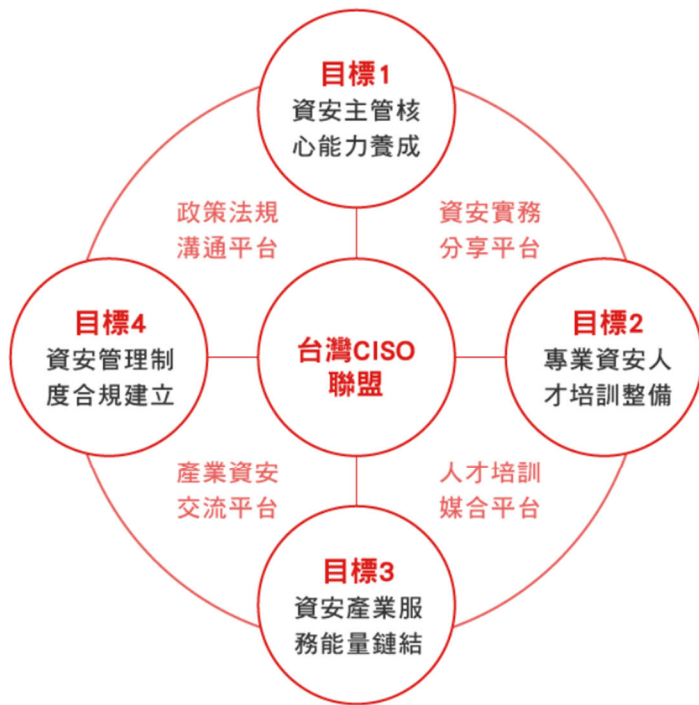 目標1
資安主管核
心能力養成
政策法規
溝通平台
資安實務
分享平台
目標4
資安管理制
度合規建立
台灣CISO
聯盟
目標2
專業資安人
才培訓整備
產業資安
交流平台
人才培訓
媒合平台
目標3
資安產業服
務能量鏈結